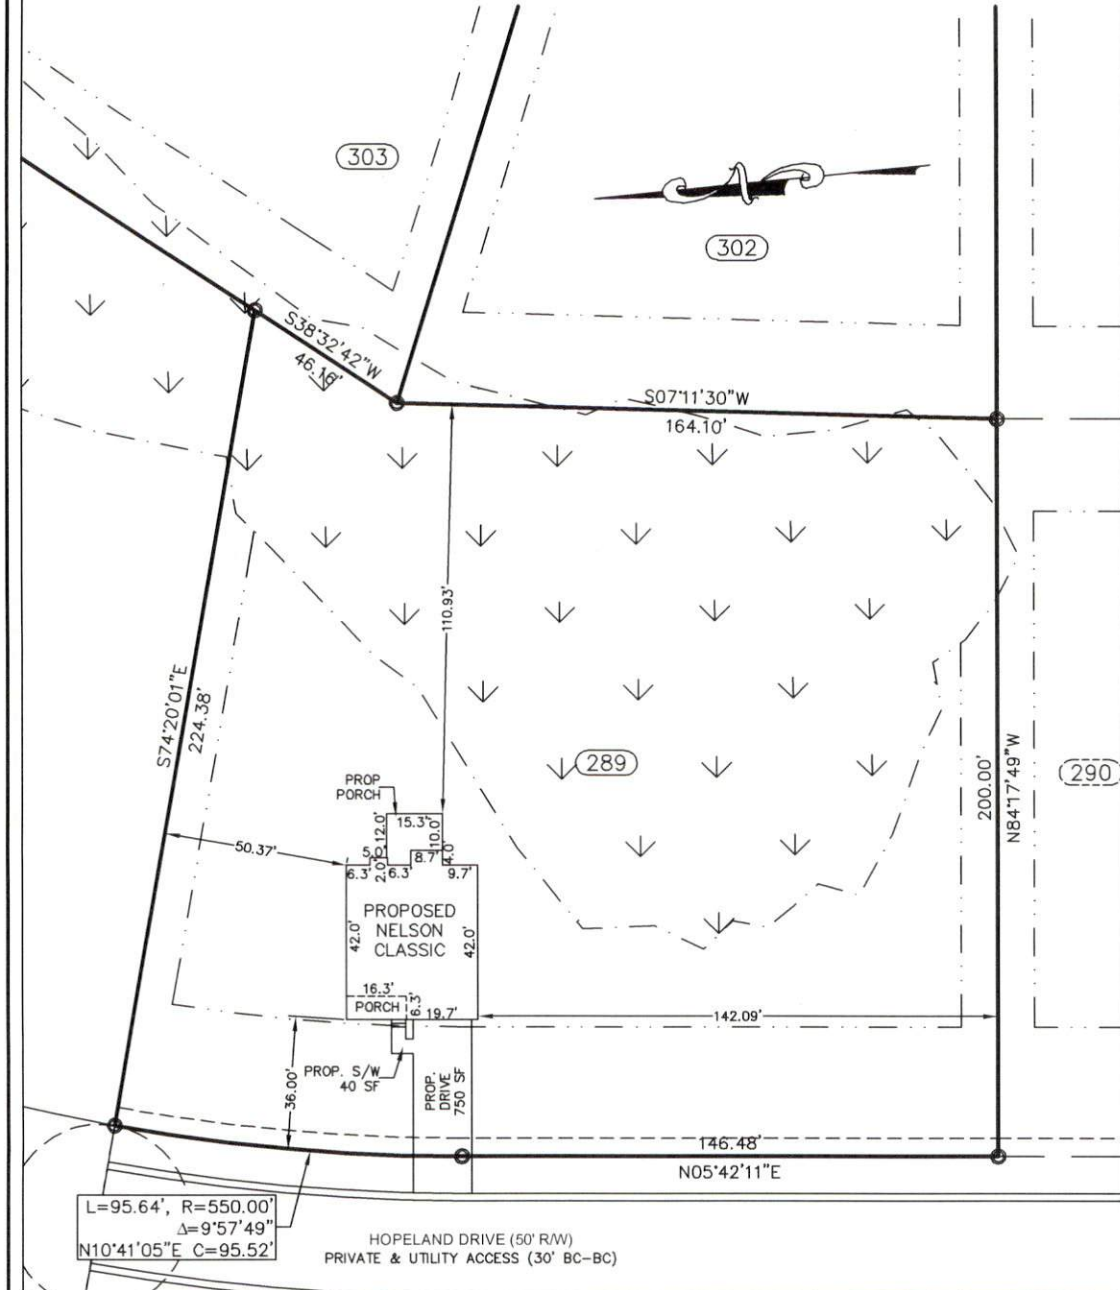 303
N
302
S38°32'42"W
46.16'
S07°11'30"W
164.10'
110.93'
S74°20'01"E
224.38'
289
290
200.00'
N84°17'49"W
PROP
PORCH
15.3'
12.0'
10.0'
50.37'
5.0'
8.7'
4.0'
6.3'
2.0'
6.3'
9.7'
PROPOSED
NELSON
CLASSIC
42.0'
42.0'
16.3'
PORCH
6.3'
19.7'
142.09'
36.00'
PROP. S/W
40 SF
PROP.
DRIVE
750 SF
146.48'
N05°42'11"E
L=95.64', R=550.00'
Δ=9°57'49"
N10°41'05"E C=95.52'
HOPELAND DRIVE (50' R/W)
PRIVATE & UTILITY ACCESS (30' BC-BC)